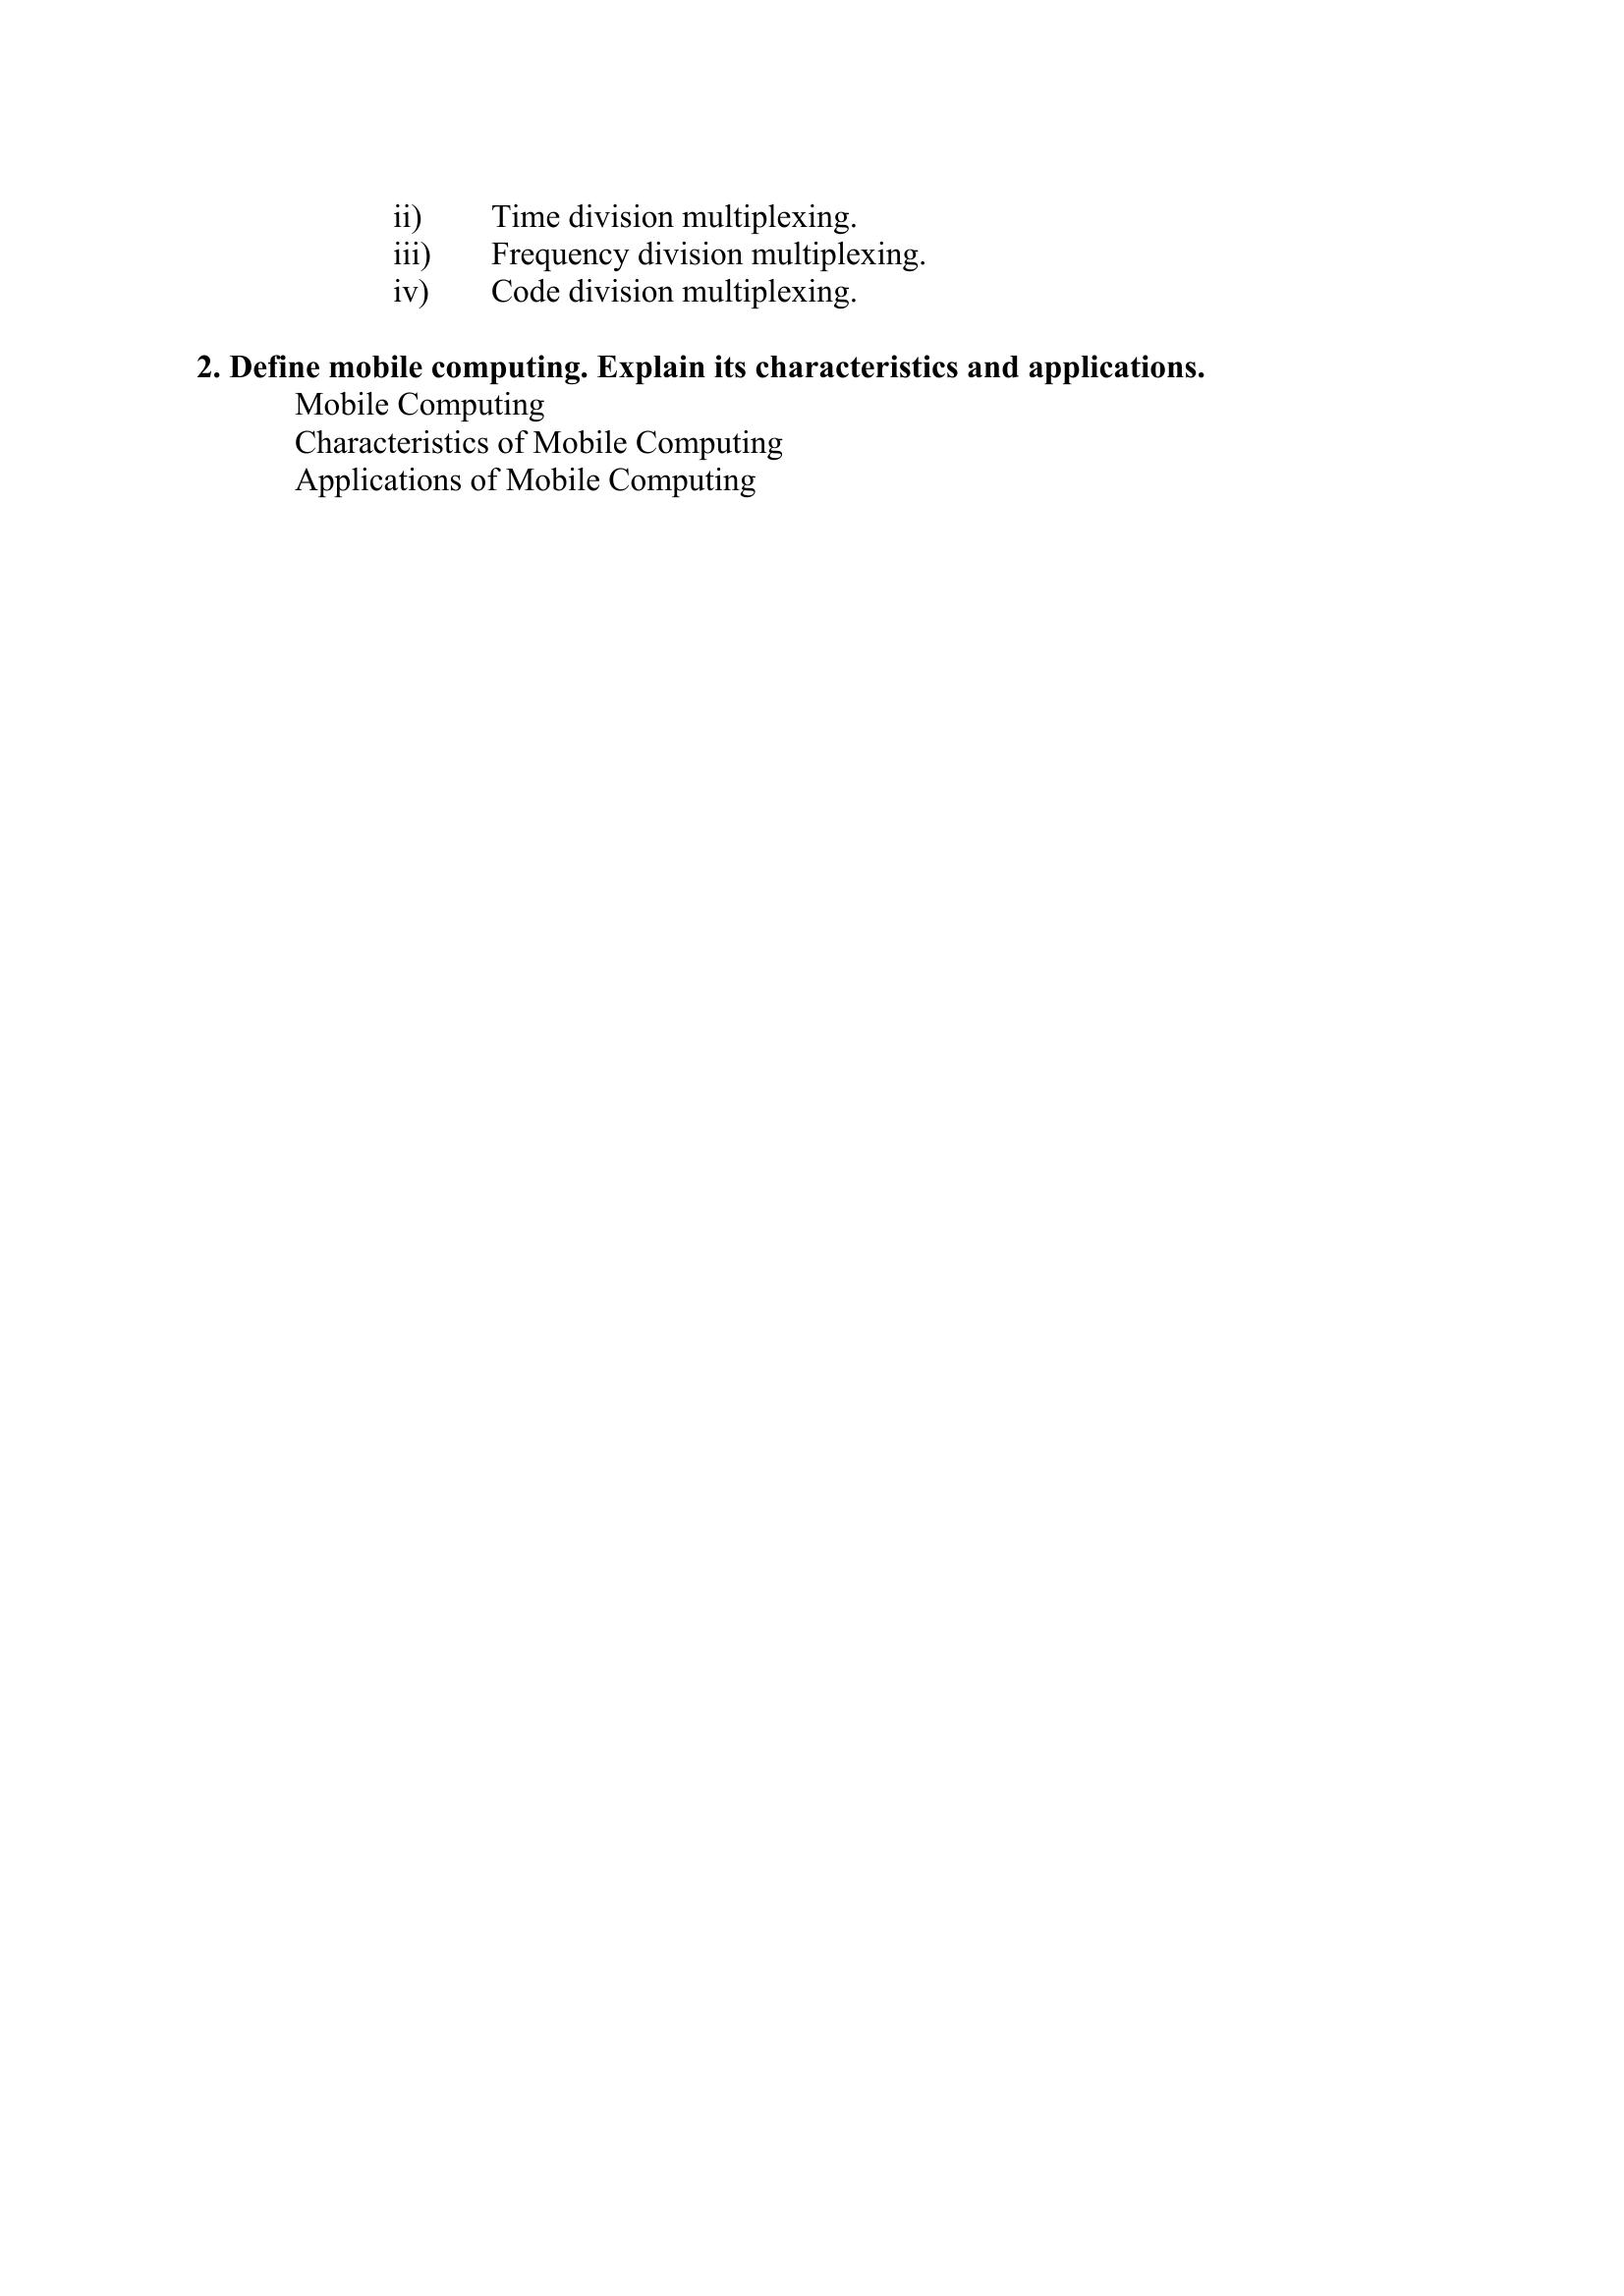 ii) Time division multiplexing.
iii) Frequency division multiplexing.
iv) Code division multiplexing.
2. Define mobile computing. Explain its characteristics and applications.
Mobile Computing
Characteristics of Mobile Computing
Applications of Mobile Computing